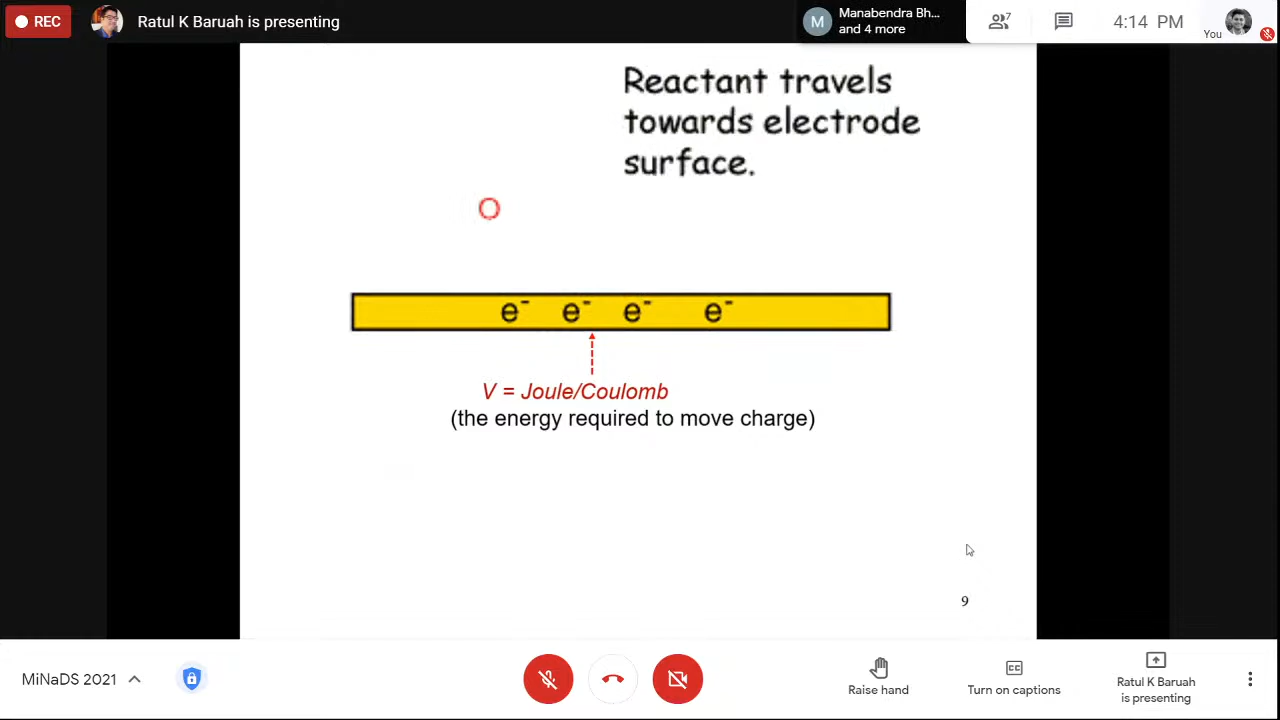 REC
Ratul K Baruah is presenting
M
Manabendra Bh...
and 4 more
7
4:14 PM
You
Reactant travels
towards electrode
surface.
O
e⁻ e⁻ e⁻ e⁻
V = Joule/Coulomb
(the energy required to move charge)
9
MiNaDS 2021
Raise hand
CC
Turn on captions
Ratul K Baruah
is presenting